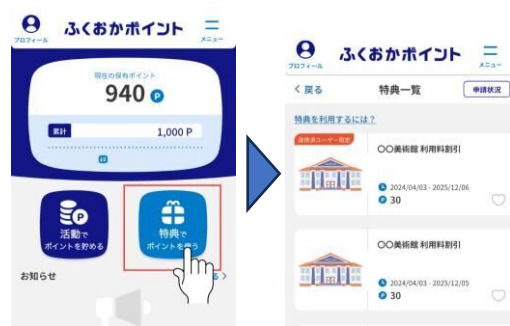 プロフィール
ふくおかポイント
メニュー
現在の保有ポイント
940 P
累計
1,000 P
活動で
ポイントを貯める
特典で
ポイントを使う
お知らせ
プロフィール
ふくおかポイント
メニュー
< 戻る
特典一覧
申請状況
特典を利用するには?
〇〇美術館 利用料割引
2024/04/03 - 2025/12/06
P 30
〇〇美術館 利用料割引
2024/04/03 - 2025/12/05
P 30